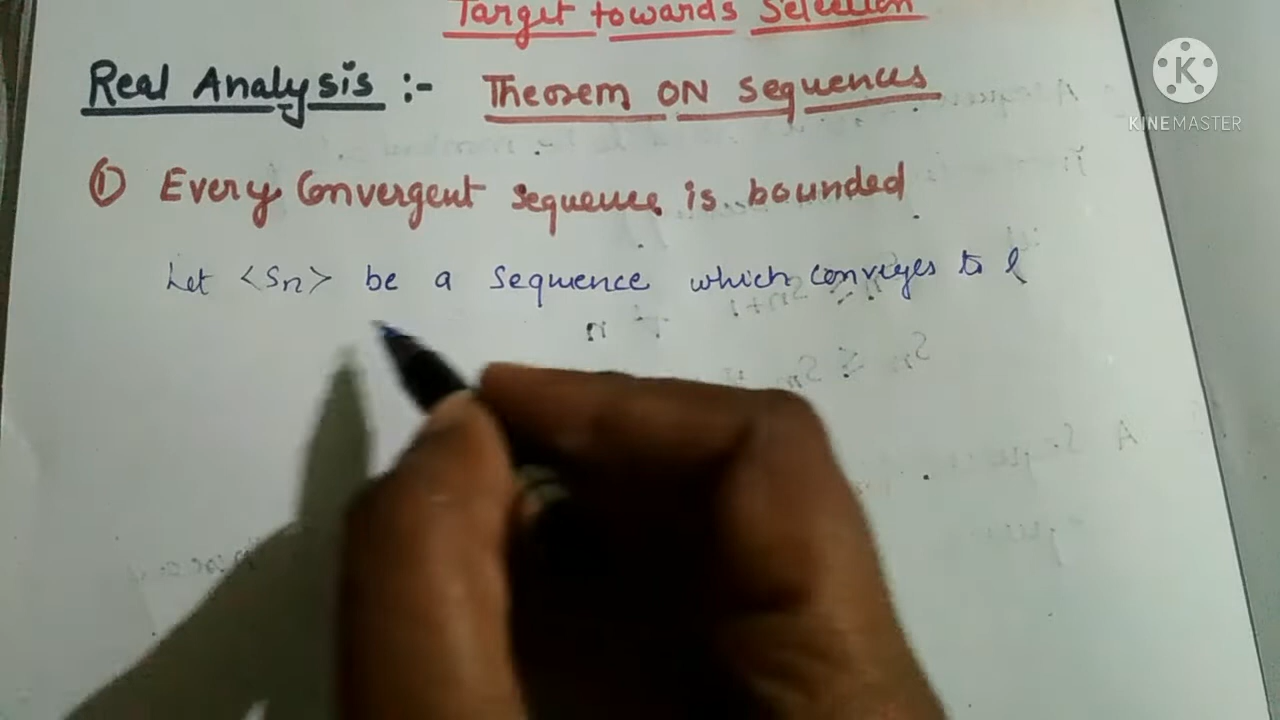 Target towards Selection
K
KINEMASTER
Real Analysis :- Theorem ON Sequences
① Every Convergent sequence is bounded
Let <Sn> be a sequence which converges to l